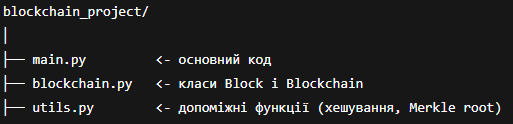 blockchain_project/
│
├── main.py <- основний код
├── blockchain.py <- класи Block і Blockchain
├── utils.py <- допоміжні функції (хешування, Merkle root)